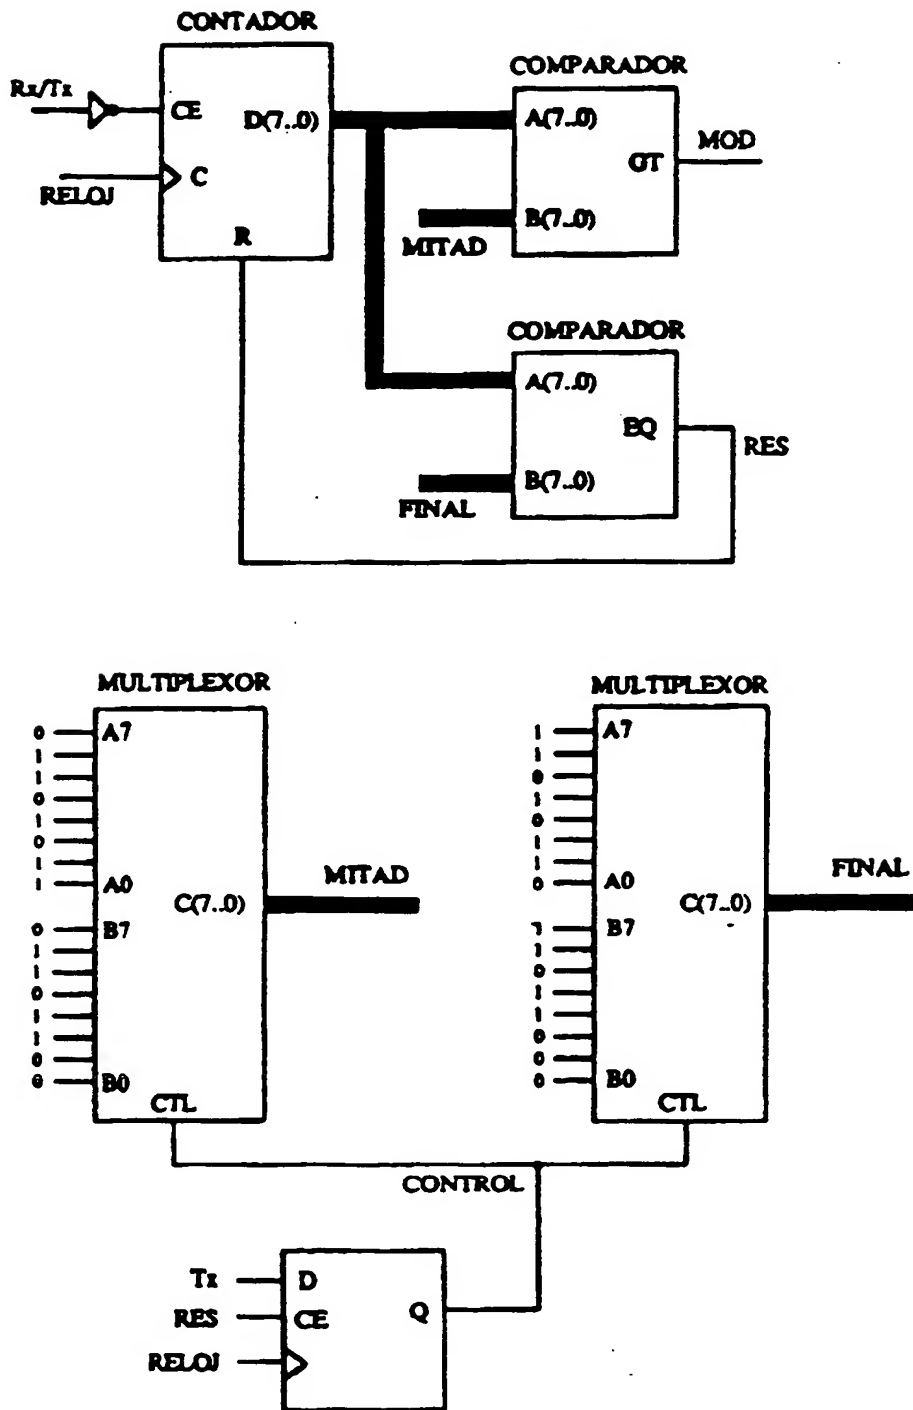 CONTADOR
Rx/Tx
CE
D(7..0)
RELOJ
C
R
COMPARADOR
A(7..0)
GT
MOD
B(7..0)
MITAD
COMPARADOR
A(7..0)
EQ
RES
B(7..0)
FINAL
MULTIPLEXOR
0 A7
1
1
0
1
0
1
1 A0
C(7..0)
MITAD
0 B7
1
1
0
1
1
0
0 B0
CTL
MULTIPLEXOR
1 A7
1
0
1
0
1
1
0 A0
C(7..0)
FINAL
1 B7
1
0
1
1
0
0
0 B0
CTL
CONTROL
Tx
D
Q
RES
CE
RELOJ